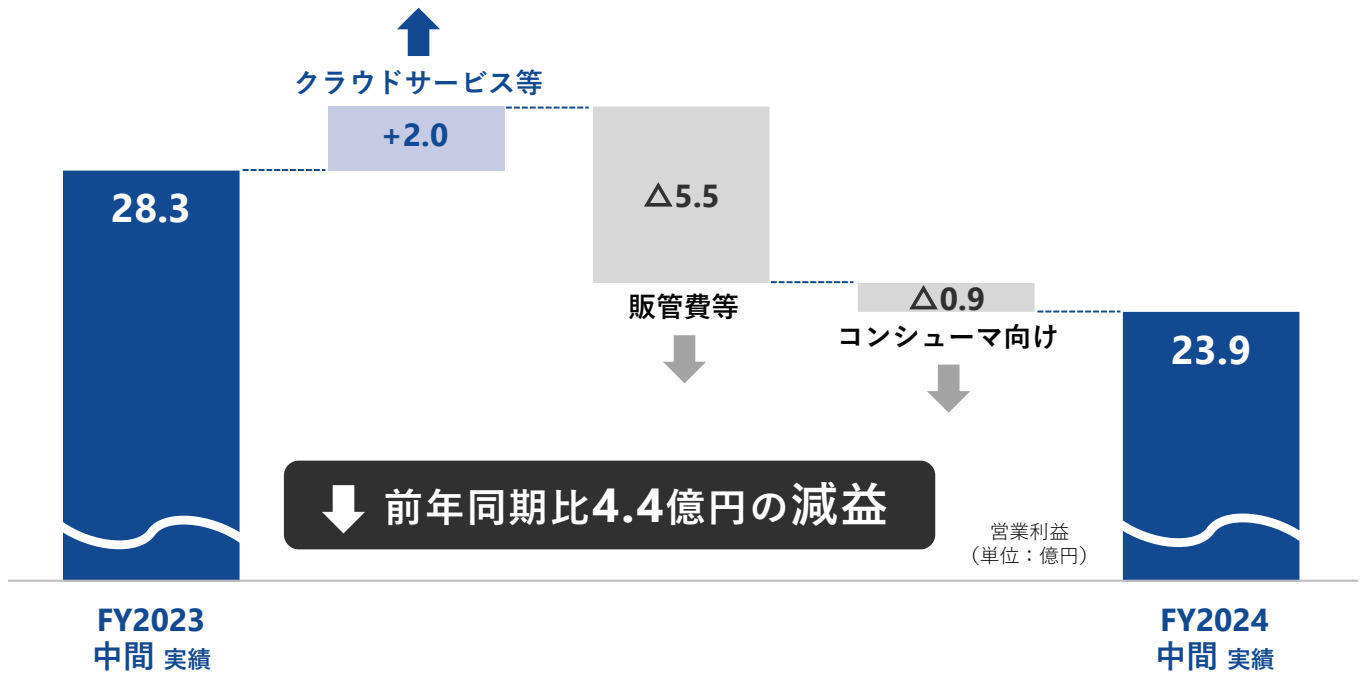 クラウドサービス等
+2.0
28.3
△5.5
販管費等
△0.9
コンシューマ向け
23.9
前年同期比4.4億円の減益
営業利益
（単位：億円）
FY2023
中間 実績
FY2024
中間 実績